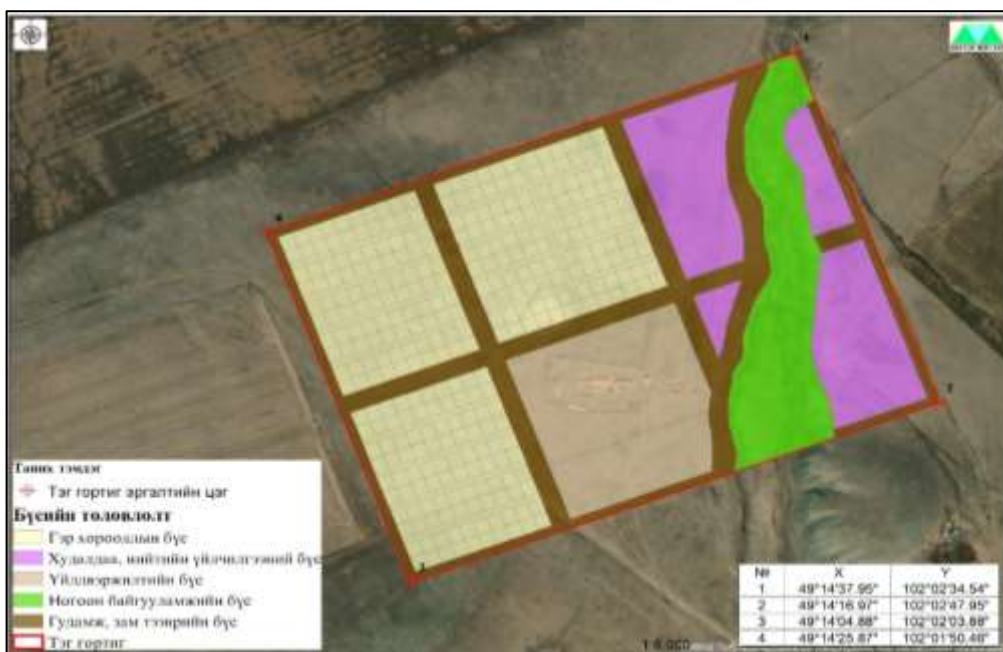 Таних тэмдэг
Тэг гортиг эргэлтийн цэг
Бүсийн төлөвлөлт
Гэр хорооллын бүс
Худалдаа, нийтийн үйлчилгээний бүс
Үйлдвэржилтийн бүс
Ногоон байгууламжийн бүс
Гудамж, зам тээврийн бүс
Тэг гортиг
№ X Y
1 49°14'37.95" 102°02'34.54"
2 49°14'16.97" 102°02'47.95"
3 49°14'04.88" 102°02'03.88"
4 49°14'25.87" 102°01'50.46"